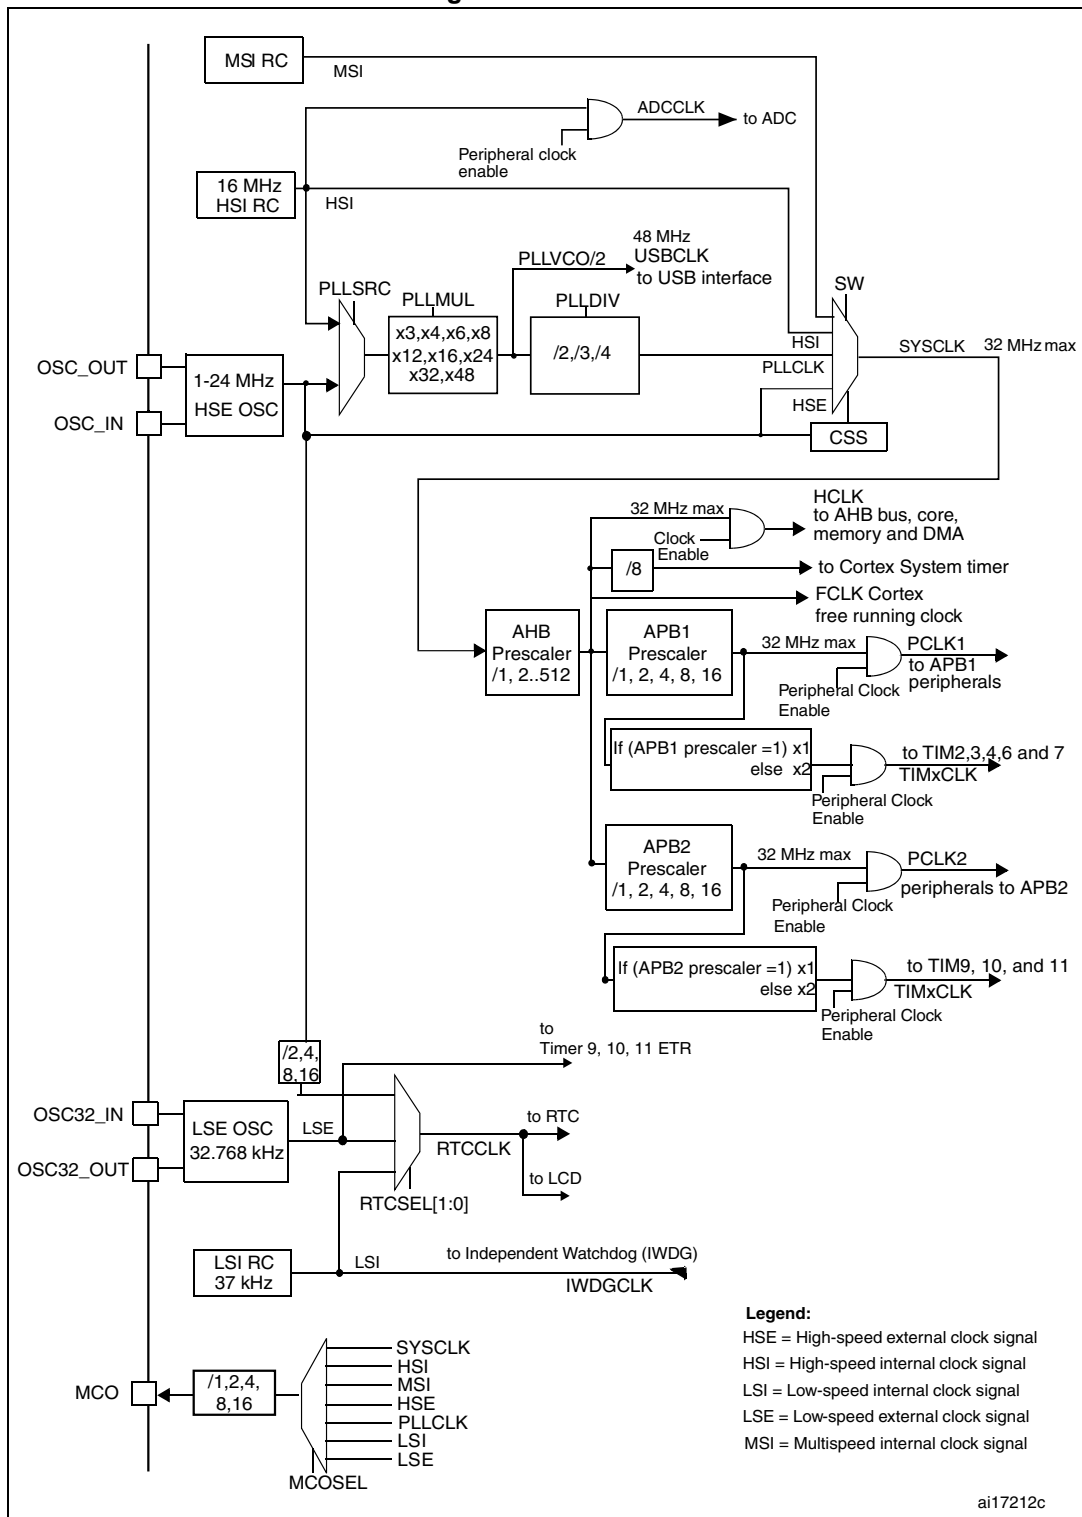 MSI RC
MSI
ADCCLK
to ADC
Peripheral clock
enable
16 MHz
HSI RC
HSI
48 MHz
USBCLK
to USB interface
PLLVCO/2
PLLSRC
PLLMUL
PLLDIV
SW
x3,x4,x6,x8
x12,x16,x24
x32,x48
/2,/3,/4
HSI
PLLCLK
HSE
SYSCLK
32 MHz max
OSC_OUT
OSC_IN
1-24 MHz
HSE OSC
CSS
HCLK
to AHB bus, core,
memory and DMA
32 MHz max
Clock
Enable
/8
to Cortex System timer
FCLK Cortex
free running clock
AHB
Prescaler
/1, 2..512
APB1
Prescaler
/1, 2, 4, 8, 16
32 MHz max
PCLK1
to APB1
peripherals
Peripheral Clock
Enable
If (APB1 prescaler =1) x1
else x2
to TIM2,3,4,6 and 7
TIMxCLK
Peripheral Clock
Enable
APB2
Prescaler
/1, 2, 4, 8, 16
32 MHz max
PCLK2
peripherals to APB2
Peripheral Clock
Enable
If (APB2 prescaler =1) x1
else x2
to TIM9, 10, and 11
TIMxCLK
Peripheral Clock
Enable
to
Timer 9, 10, 11 ETR
/2,4,
8,16
OSC32_IN
OSC32_OUT
LSE OSC
32.768 kHz
LSE
RTCCLK
to RTC
to LCD
RTCSEL[1:0]
LSI RC
37 kHz
LSI
to Independent Watchdog (IWDG)
IWDGCLK
MCO
/1,2,4,
8,16
SYSCLK
HSI
MSI
HSE
PLLCLK
LSI
LSE
MCOSEL
Legend:
HSE = High-speed external clock signal
HSI = High-speed internal clock signal
LSI = Low-speed internal clock signal
LSE = Low-speed external clock signal
MSI = Multispeed internal clock signal
ai17212c